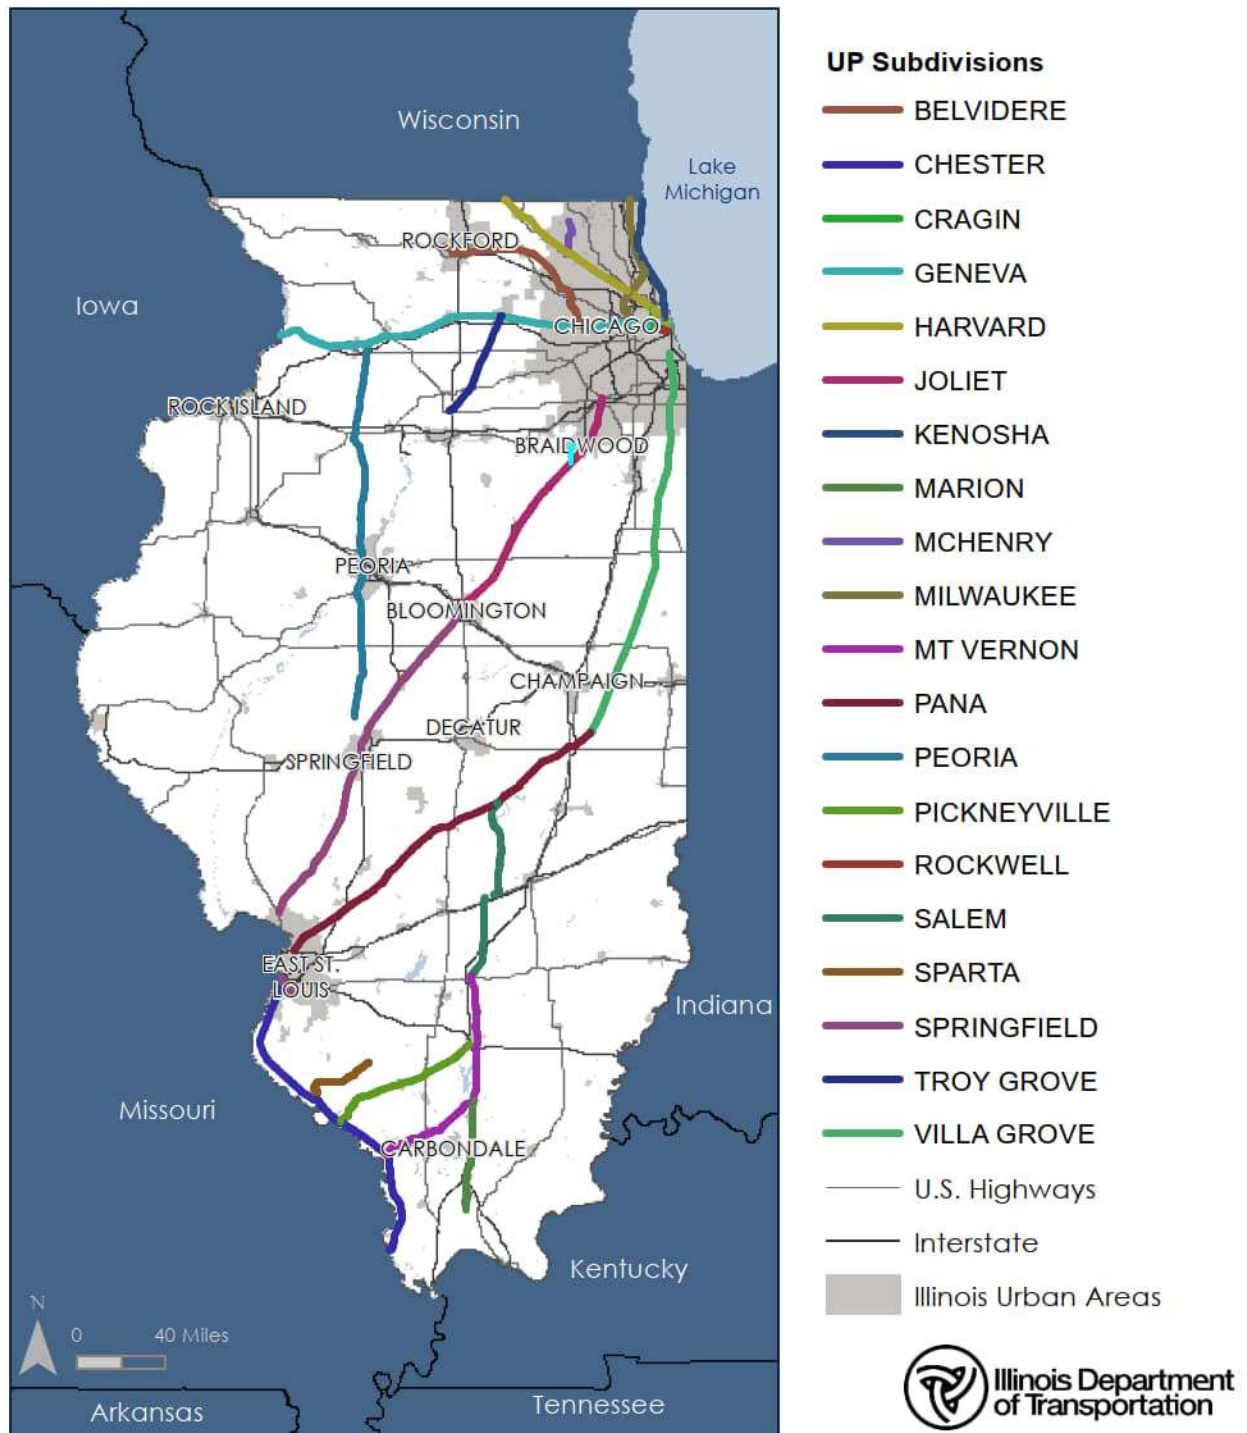 Wisconsin
Lake
Michigan
ROCKFORD
Iowa
CHICAGO
ROCK ISLAND
BRAIDWOOD
PEORIA
BLOOMINGTON
CHAMPAIGN
DECATUR
SPRINGFIELD
EAST ST.
LOUIS
Indiana
Missouri
CARBONDALE
Kentucky
N
0 40 Miles
Arkansas
Tennessee
UP Subdivisions
BELVIDERE
CHESTER
CRAGIN
GENEVA
HARVARD
JOLIET
KENOSHA
MARION
MCHENRY
MILWAUKEE
MT VERNON
PANA
PEORIA
PICKNEYVILLE
ROCKWELL
SALEM
SPARTA
SPRINGFIELD
TROY GROVE
VILLA GROVE
U.S. Highways
Interstate
Illinois Urban Areas
Illinois Department
of Transportation